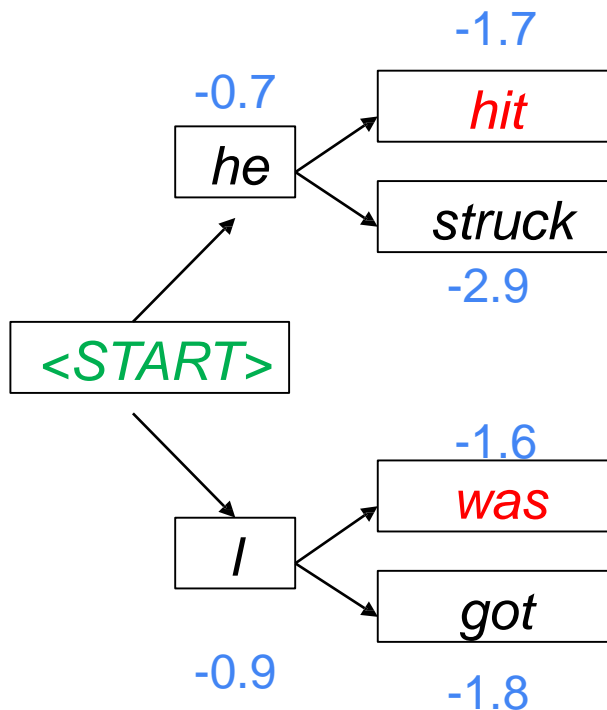 -1.7
-0.7
hit
he
struck
-2.9
<START>
-1.6
was
I
got
-0.9
-1.8